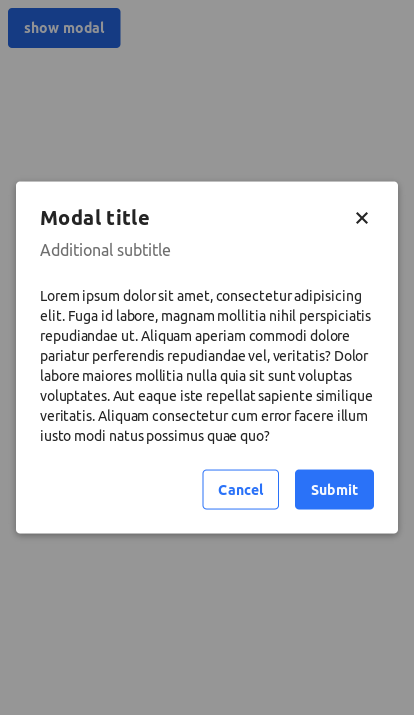 show modal
Modal title
Additional subtitle
Lorem ipsum dolor sit amet, consectetur adipisicing
elit. Fuga id labore, magnam mollitia nihil perspiciatis
repudiandae ut. Aliquam aperiam commodi dolore
pariatur perferendis repudiandae vel, veritatis? Dolor
labore maiores mollitia nulla quia sit sunt voluptas
voluptates. Aut eaque iste repellat sapiente similique
veritatis. Aliquam consectetur cum error facere illum
iusto modi natus possimus quae quo?
Cancel
Submit